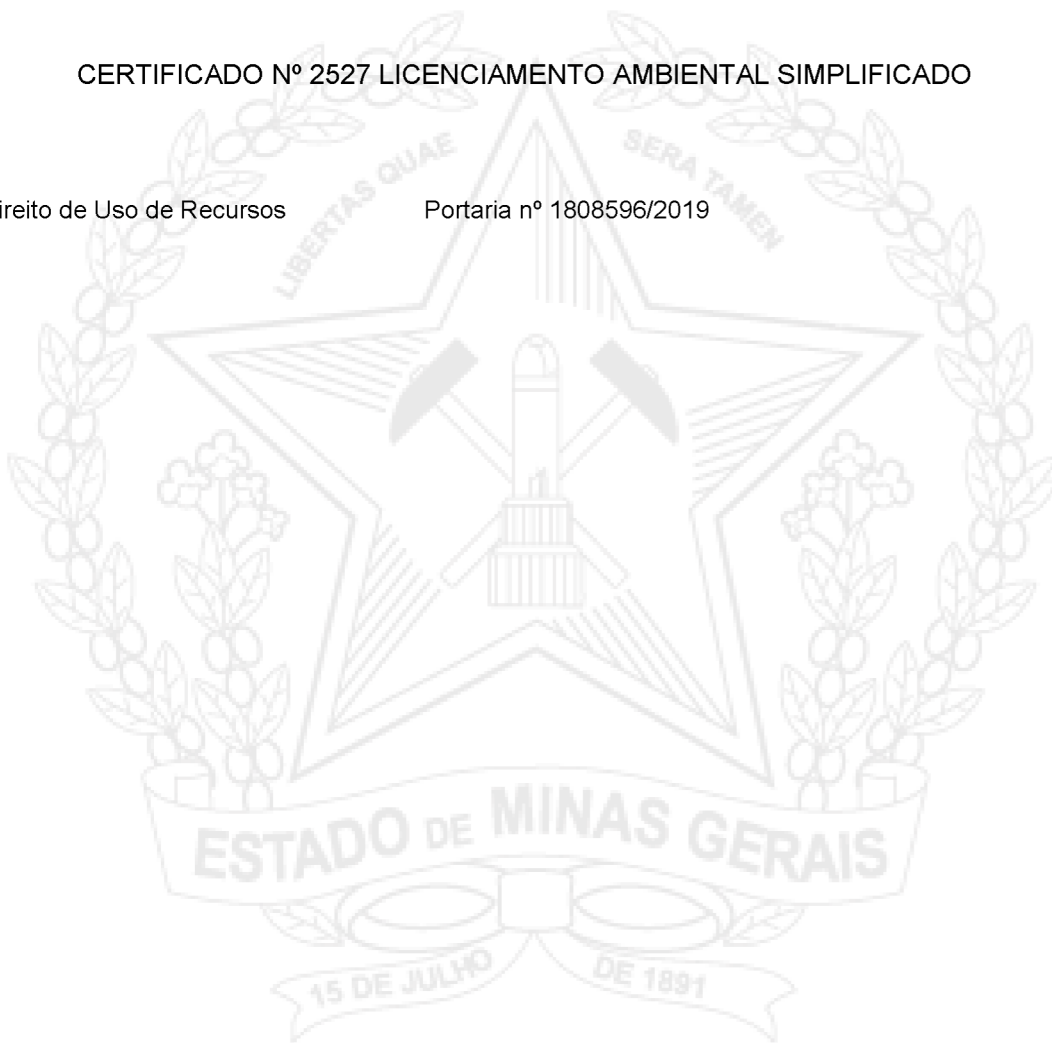 CERTIFICADO Nº 2527 LICENCIAMENTO AMBIENTAL SIMPLIFICADO
LIBERTAS QUAE SERA TAMEN
ireito de Uso de Recursos Portaria nº 1808596/2019
ESTADO DE MINAS GERAIS
15 DE JULHO DE 1891